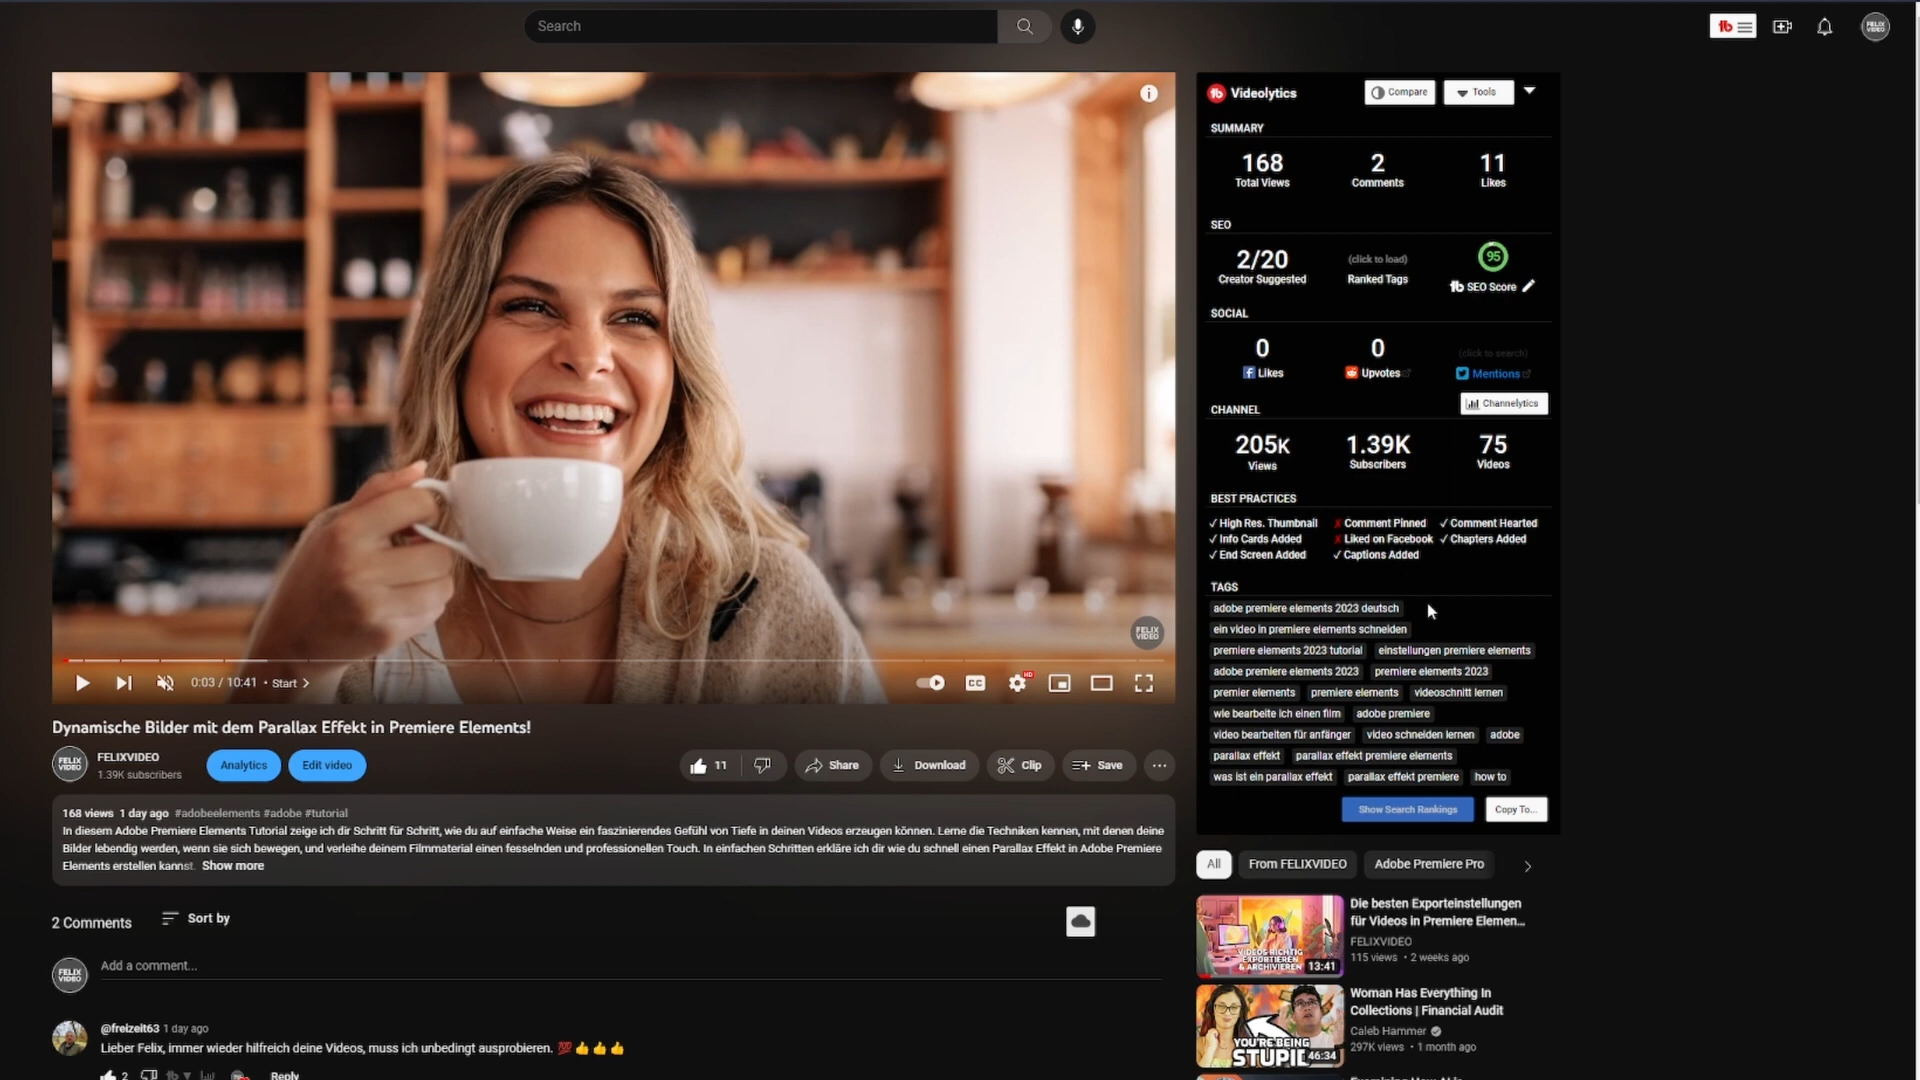 Search
Videolytics
Compare
Tools
SUMMARY
168
2
11
Total Views
Comments
Likes
SEO
2/20
(click to load)
95
Creator Suggested
Ranked Tags
SEO Score
SOCIAL
0
0
(click to search)
Likes
Upvotes
Mentions
Channelytics
CHANNEL
205K
1.39K
75
Views
Subscribers
Videos
BEST PRACTICES
✓ High Res. Thumbnail ✗ Comment Pinned ✓ Comment Hearted
✓ Info Cards Added ✗ Liked on Facebook ✓ Chapters Added
✓ End Screen Added ✓ Captions Added
TAGS
adobe premiere elements 2023 deutsch
ein video in premiere elements schneiden
premiere elements 2023 tutorial einstellungen premiere elements
adobe premiere elements 2023 premiere elements 2023
premier elements premiere elements videoschnitt lernen
wie bearbeite ich einen film adobe premiere
video bearbeiten für anfänger video schneiden lernen adobe
parallax effekt parallax effekt premiere elements
was ist ein parallax effekt parallax effekt premiere how to
Show Search Rankings
Copy To...
FELIX
VIDEO
0:03 / 10:41 • Start
CC
HD
Dynamische Bilder mit dem Parallax Effekt in Premiere Elements!
FELIX
VIDEO
FELIXVIDEO
1.39K subscribers
Analytics
Edit video
11
Share
Download
Clip
Save
168 views 1 day ago #adobeelements #adobe #tutorial
In diesem Adobe Premiere Elements Tutorial zeige ich dir Schritt für Schritt, wie du auf einfache Weise ein faszinierendes Gefühl von Tiefe in deinen Videos erzeugen können. Lerne die Techniken kennen, mit denen deine
Bilder lebendig werden, wenn sie sich bewegen, und verleihe deinem Filmmaterial einen fesselnden und professionellen Touch. In einfachen Schritten erkläre ich dir wie du schnell einen Parallax Effekt in Adobe Premiere
Elements erstellen kannst. Show more
2 Comments
Sort by
FELIX
VIDEO
Add a comment...
@freizeit63 1 day ago
Lieber Felix, immer wieder hilfreich deine Videos, muss ich unbedingt ausprobieren. 💯👍👍👍
2
Reply
All
From FELIXVIDEO
Adobe Premiere Pro
VIDEOS RICHTIG
EXPORTIEREN
& ARCHIVIEREN
13:41
Die besten Exporteinstellungen
für Videos in Premiere Elemen...
FELIXVIDEO
115 views • 2 weeks ago
YOU'RE BEING
STUPID
46:34
Woman Has Everything In
Collections | Financial Audit
Caleb Hammer
297K views • 1 month ago